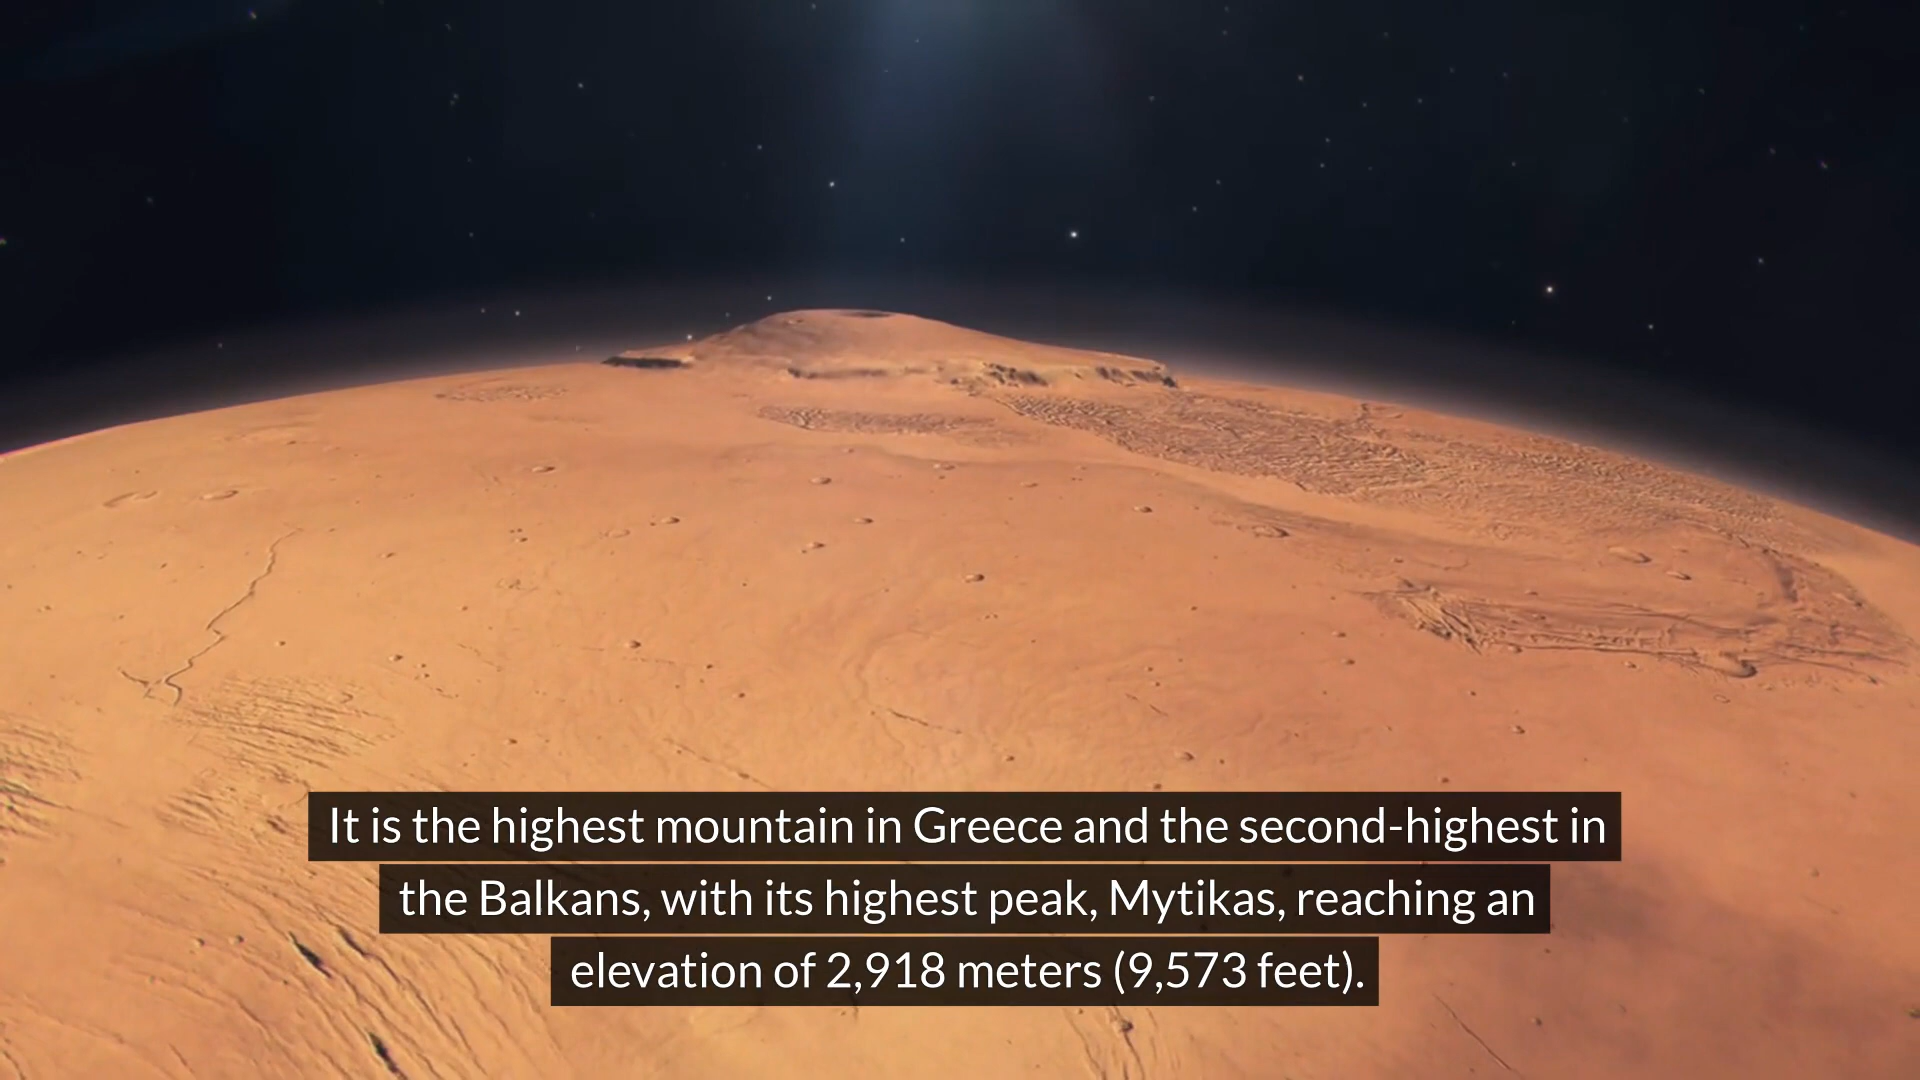 It is the highest mountain in Greece and the second-highest in
the Balkans, with its highest peak, Mytikas, reaching an
elevation of 2,918 meters (9,573 feet).